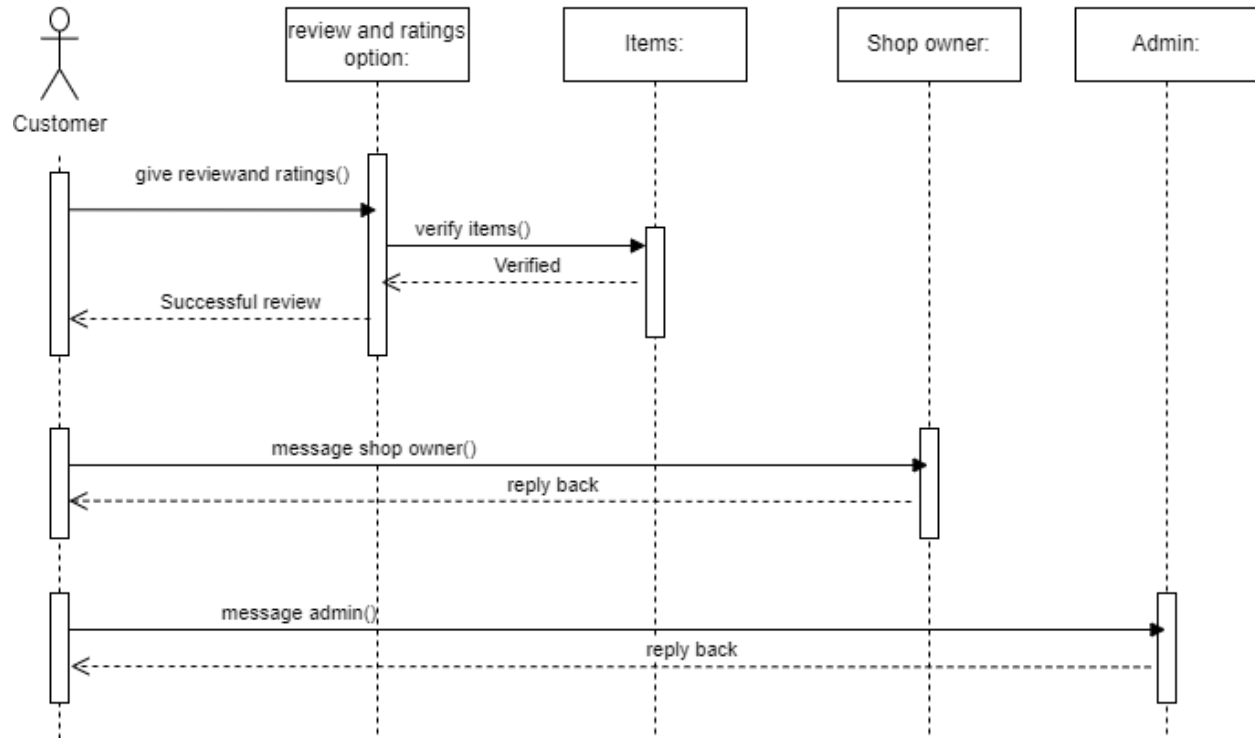 review and ratings
option:
Items:
Shop owner:
Admin:
Customer
give reviewand ratings()
verify items()
Verified
Successful review
message shop owner()
reply back
message admin()
reply back